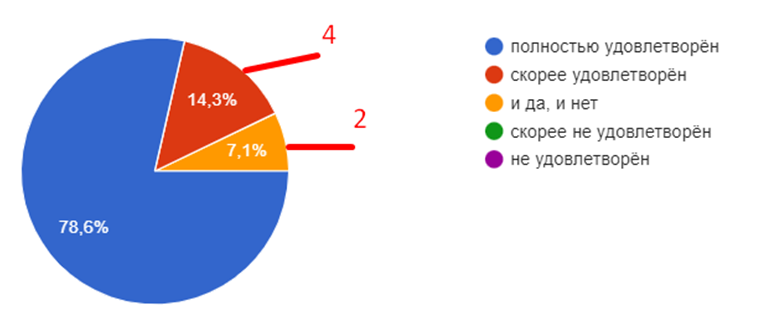 4
14,3%
2
7,1%
78,6%
полностью удовлетворён
скорее удовлетворён
и да, и нет
скорее не удовлетворён
не удовлетворён